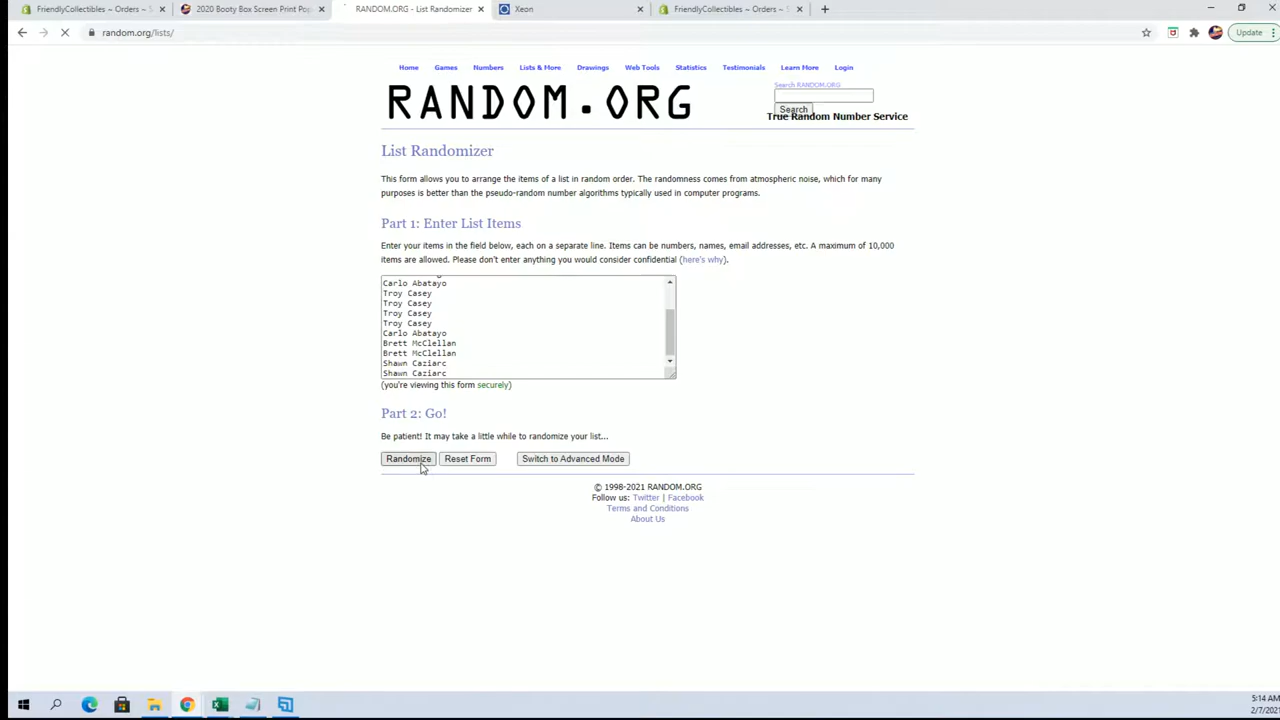 FriendlyCollectibles ~ Orders ~ S
2020 Booty Box Screen Print Pop
RANDOM.ORG - List Randomizer
Xeon
FriendlyCollectibles ~ Orders ~ S
random.org/lists/
Update
Home Games Numbers Lists & More Drawings Web Tools Statistics Testimonials Learn More Login
RANDOM.ORG
Search RANDOM.ORG
Search
True Random Number Service
List Randomizer
This form allows you to arrange the items of a list in random order. The randomness comes from atmospheric noise, which for many
purposes is better than the pseudo-random number algorithms typically used in computer programs.
Part 1: Enter List Items
Enter your items in the field below, each on a separate line. Items can be numbers, names, email addresses, etc. A maximum of 10,000
items are allowed. Please don't enter anything you would consider confidential (here's why).
Carlo Abatayo
Troy Casey
Troy Casey
Troy Casey
Troy Casey
Carlo Abatayo
Brett McClellan
Brett McClellan
Shawn Caziarc
Shawn Caziarc
(you're viewing this form securely)
Part 2: Go!
Be patient! It may take a little while to randomize your list...
Randomize Reset Form Switch to Advanced Mode
© 1998-2021 RANDOM.ORG
Follow us: Twitter | Facebook
Terms and Conditions
About Us
5:14 AM
2/7/2021